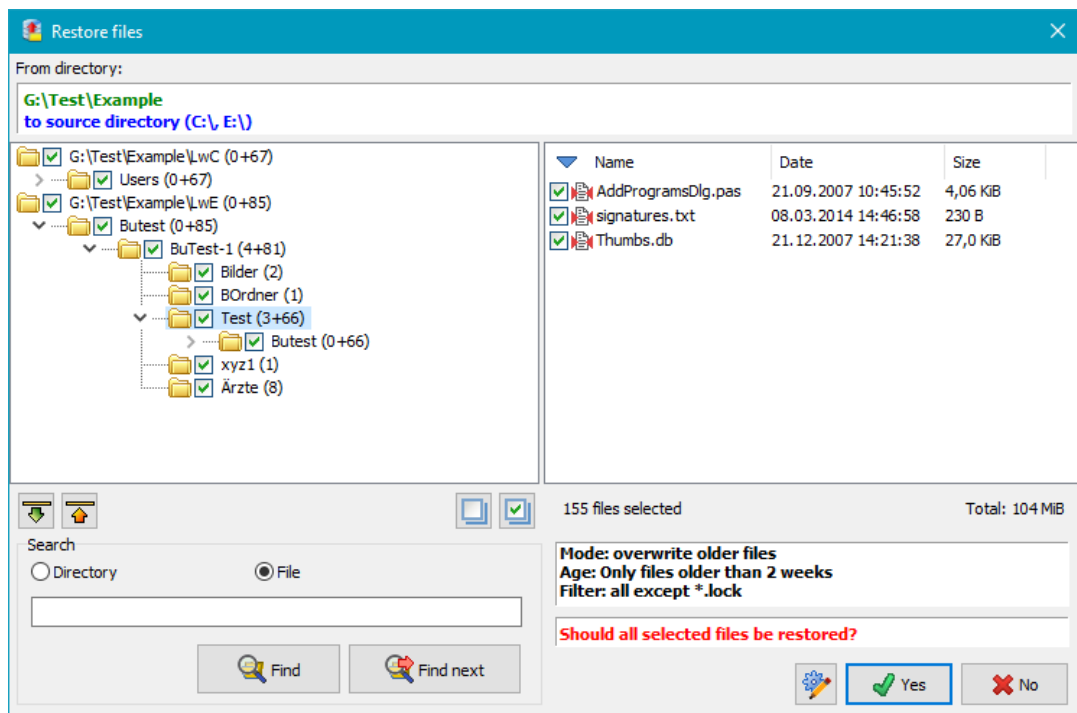 Restore files
From directory:
G:\Test\Example
to source directory (C:\, E:\)
G:\Test\Example\LwC (0+67)
Users (0+67)
G:\Test\Example\LwE (0+85)
Butest (0+85)
BuTest-1 (4+81)
Bilder (2)
BOrdner (1)
Test (3+66)
Butest (0+66)
xyz1 (1)
Ärzte (8)
Name Date Size
AddProgramsDlg.pas 21.09.2007 10:45:52 4,06 KiB
signatures.txt 08.03.2014 14:46:58 230 B
Thumbs.db 21.12.2007 14:21:38 27,0 KiB
155 files selected Total: 104 MiB
Search
Directory File
Find Find next
Mode: overwrite older files
Age: Only files older than 2 weeks
Filter: all except *.lock
Should all selected files be restored?
Yes No